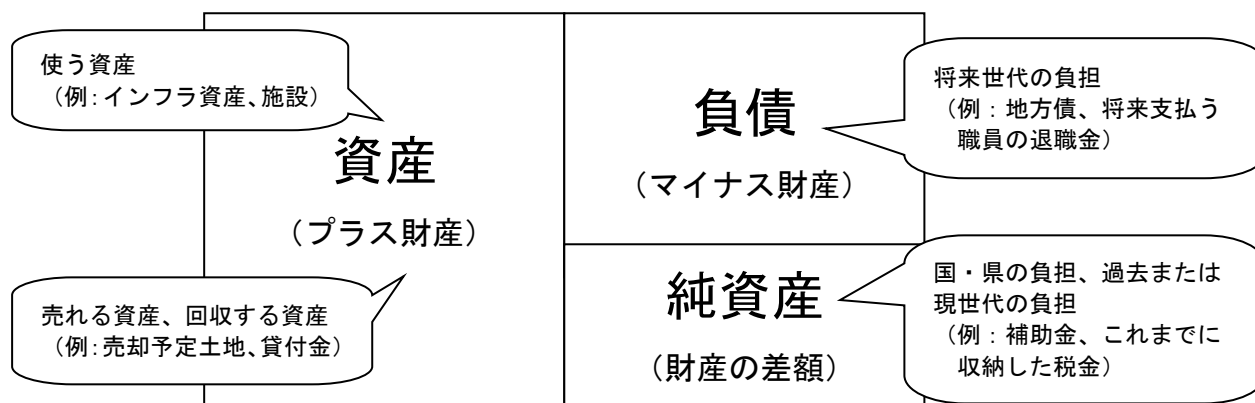 使う資産
（例：インフラ資産、施設）
資産
（プラス財産）
売れる資産、回収する資産
（例：売却予定土地、貸付金）
負債
（マイナス財産）
将来世代の負担
（例：地方債、将来支払う
職員の退職金）
純資産
（財産の差額）
国・県の負担、過去または
現世代の負担
（例：補助金、これまでに
収納した税金）